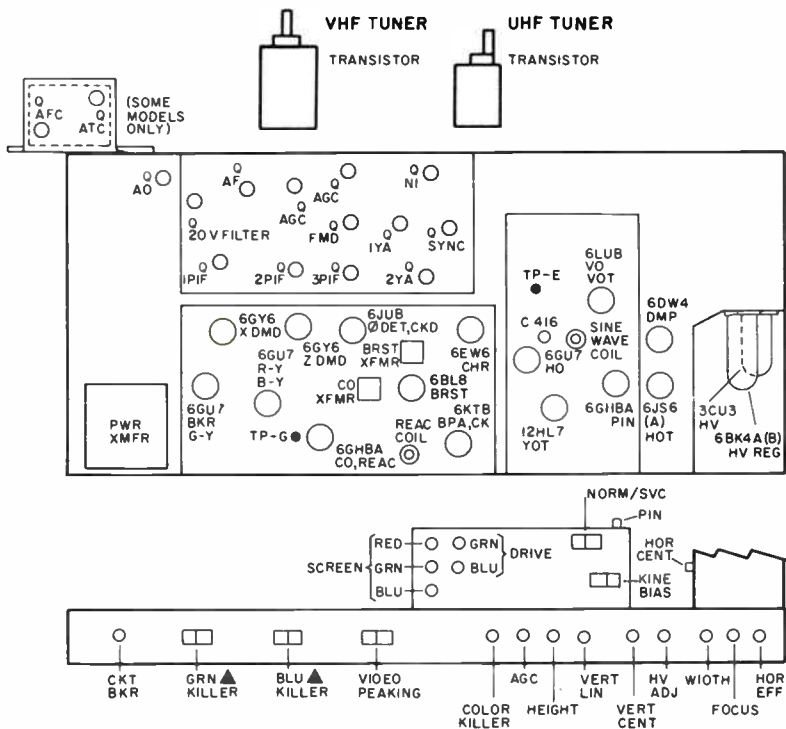 VHF TUNER
TRANSISTOR
UHF TUNER
TRANSISTOR
Q
AFC
Q
ATC
(SOME
MODELS
ONLY)
Q
AO
Q
AF
Q
AGC
Q
AGC
Q
NI
Q
20V FILTER
Q
FMD
Q
1YA
Q
SYNC
Q
1PIF
Q
2PIF
Q
3PIF
Q
2YA
TP-E
6LU8
VO
VOT
6DW4
DMP
C 416
SINE
WAVE
COIL
6GU7
HO
6GY6
X DMD
6GY6
Z DMD
6JU8
Ø DET,CKD
BRST
XFMR
6EW6
CHR
6GU7
R-Y
B-Y
CO
XFMR
6BL8
BRST
6GU7
BKR
G-Y
TP-G
6GH8A
CO,REAC
REAC
COIL
6KT8
BPA,CK
12HL7
YOT
6GH8A
PIN
6JS6
(A)
HOT
3CU3
HV
6BK4A(B)
HV REG
PWR
XMFR
NORM/SVC
PIN
SCREEN
RED
GRN
BLU
GRN
BLU
DRIVE
KINE
BIAS
HOR
CENT
CKT
BKR
GRN ▲
KILLER
BLU ▲
KILLER
VIDEO
PEAKING
COLOR
KILLER
AGC
HEIGHT
VERT
LIN
VERT
CENT
HV
ADJ
WIDTH
FOCUS
HOR
EFF